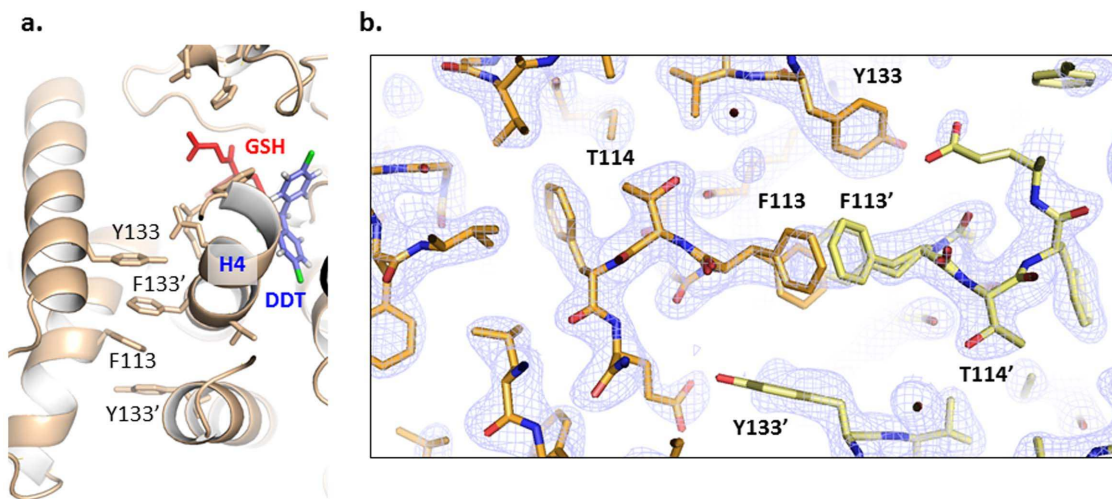 a.
GSH
Y133
H4
F133’
DDT
F113
Y133’
b.
Y133
T114
F113 F113’
T114’
Y133’